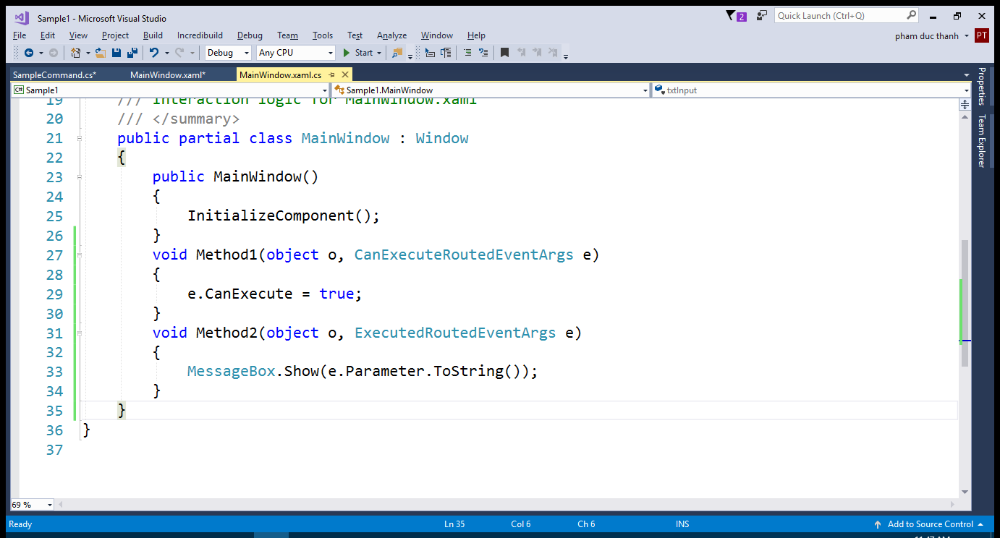 Sample1 - Microsoft Visual Studio
2
Quick Launch (Ctrl+Q)
File Edit View Project Build Incredibuild Debug Team Tools Test Analyze Window Help
pham duc thanh PT
Debug Any CPU Start
SampleCommand.cs* MainWindow.xaml* MainWindow.xaml.cs
C# Sample1 Sample1.MainWindow txtInput
Properties
Team Explorer
19 /// Interaction logic for MainWindow.xaml
20 /// </summary>
21 public partial class MainWindow : Window
22 {
23 public MainWindow()
24 {
25 InitializeComponent();
26 }
27 void Method1(object o, CanExecuteRoutedEventArgs e)
28 {
29 e.CanExecute = true;
30 }
31 void Method2(object o, ExecutedRoutedEventArgs e)
32 {
33 MessageBox.Show(e.Parameter.ToString());
34 }
35 }
36 }
37
69 %
Ready Ln 35 Col 6 Ch 6 INS Add to Source Control